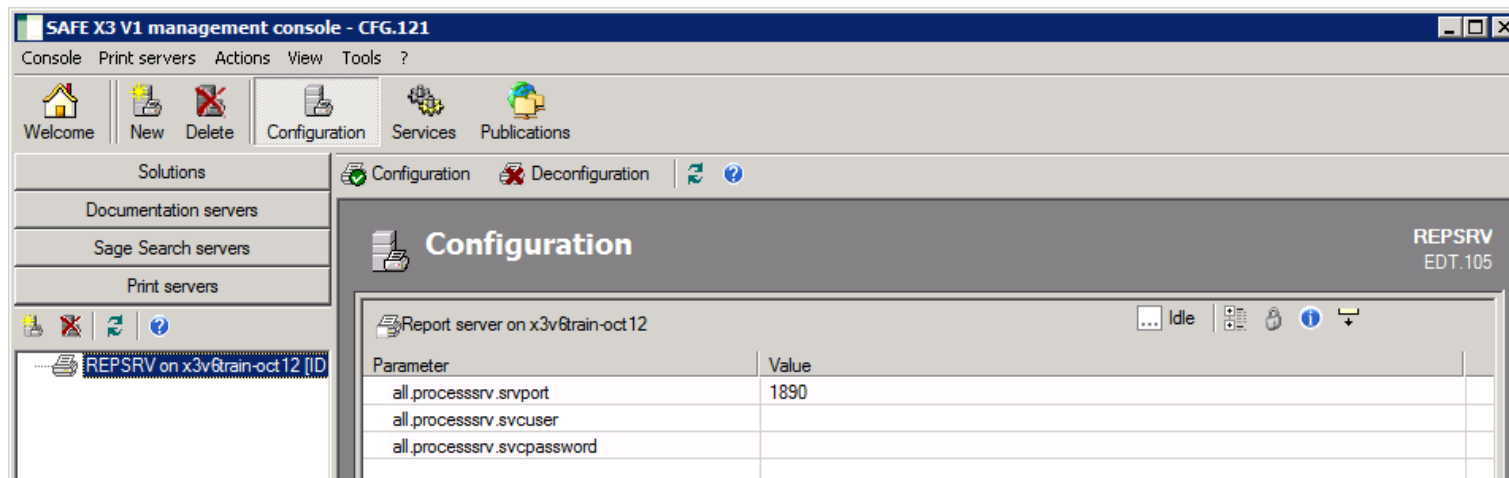 SAFE X3 V1 management console - CFG.121
Console Print servers Actions View Tools ?
Welcome New Delete Configuration Services Publications
Solutions
Documentation servers
Sage Search servers
Print servers
REPSRV on x3v6train-oct12 [ID
Configuration Deconfiguration
Configuration
REPSRV
EDT.105
Report server on x3v6train-oct12
... Idle
Parameter Value
all.processsrv.srvport 1890
all.processsrv.svcuser
all.processsrv.svcpassword